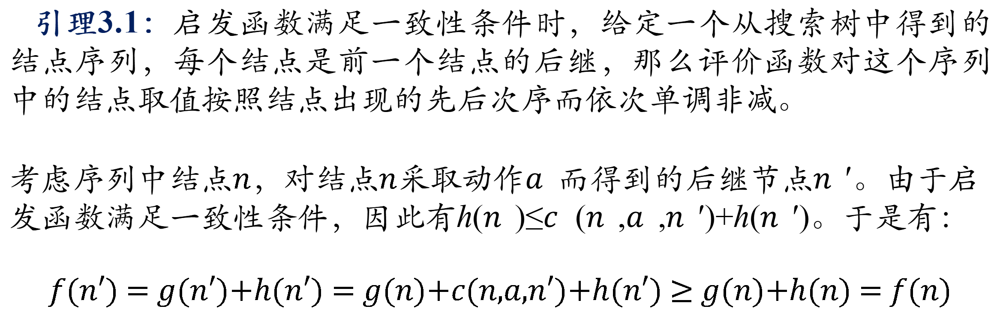 引理3.1：启发函数满足一致性条件时，给定一个从搜索树中得到的
结点序列，每个结点是前一个结点的后继，那么评价函数对这个序列
中的结点取值按照结点出现的先后次序而依次单调非减。
考虑序列中结点n，对结点n采取动作a 而得到的后继节点n ′。由于启
发函数满足一致性条件，因此有h(n )≤c (n ,a ,n ′)+h(n ′)。于是有：
f(n′) = g(n′)+h(n′) = g(n)+c(n,a,n′)+h(n′) ≥ g(n)+h(n) = f(n)